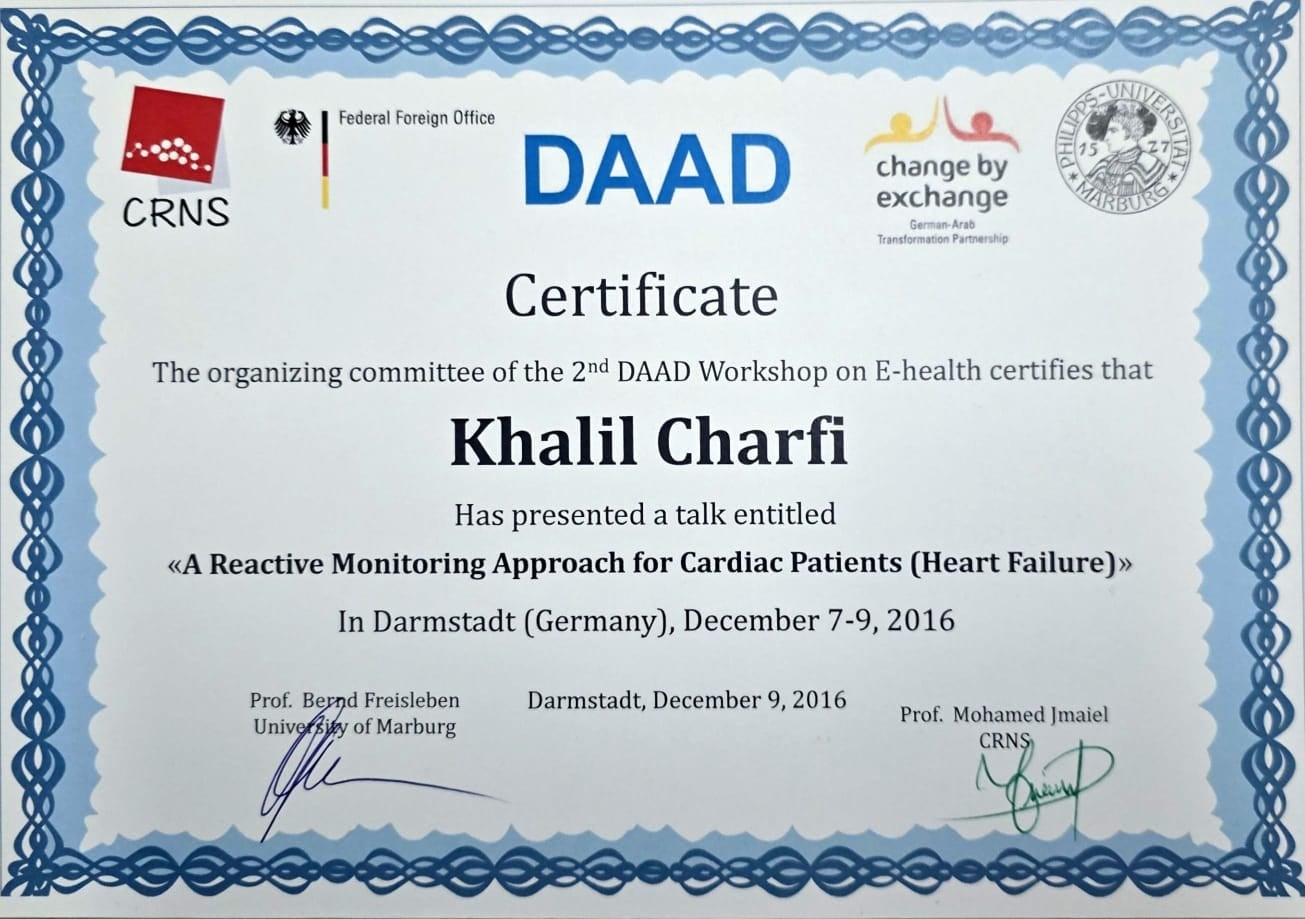 CRNS
Federal Foreign Office
DAAD
change by
exchange
German-Arab
Transformation Partnership
PHILIPPS-UNIVERSITÄT
15 27
MARBURG
Certificate
The organizing committee of the 2nd DAAD Workshop on E-health certifies that
Khalil Charfi
Has presented a talk entitled
«A Reactive Monitoring Approach for Cardiac Patients (Heart Failure)»
In Darmstadt (Germany), December 7-9, 2016
Prof. Bernd Freisleben
University of Marburg
Darmstadt, December 9, 2016
Prof. Mohamed Jmaiel
CRNS